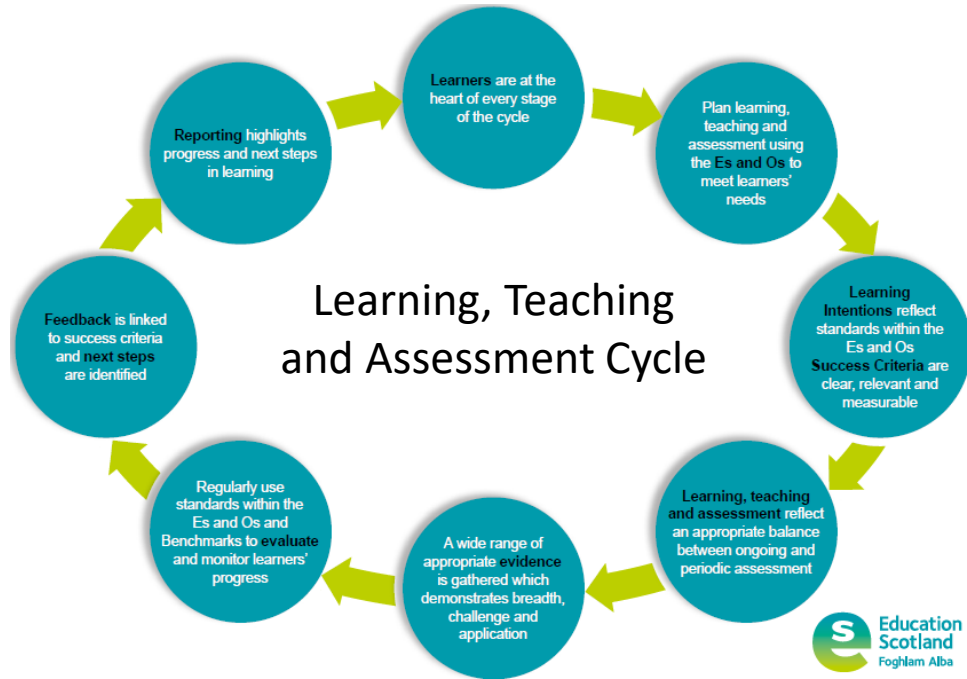 Learners are at the
heart of every stage
of the cycle
Plan learning,
teaching and
assessment using
the Es and Os to
meet learners'
needs
Learning
Intentions reflect
standards within the
Es and Os
Success Criteria are
clear, relevant and
measurable
Learning, teaching
and assessment reflect
an appropriate balance
between ongoing and
periodic assessment
A wide range of
appropriate evidence
is gathered which
demonstrates breadth,
challenge and
application
Regularly use
standards within the
Es and Os and
Benchmarks to evaluate
and monitor learners'
progress
Feedback is linked
to success criteria
and next steps
are identified
Reporting highlights
progress and next steps
in learning
Learning, Teaching
and Assessment Cycle
Education
Scotland
Foghlam Alba